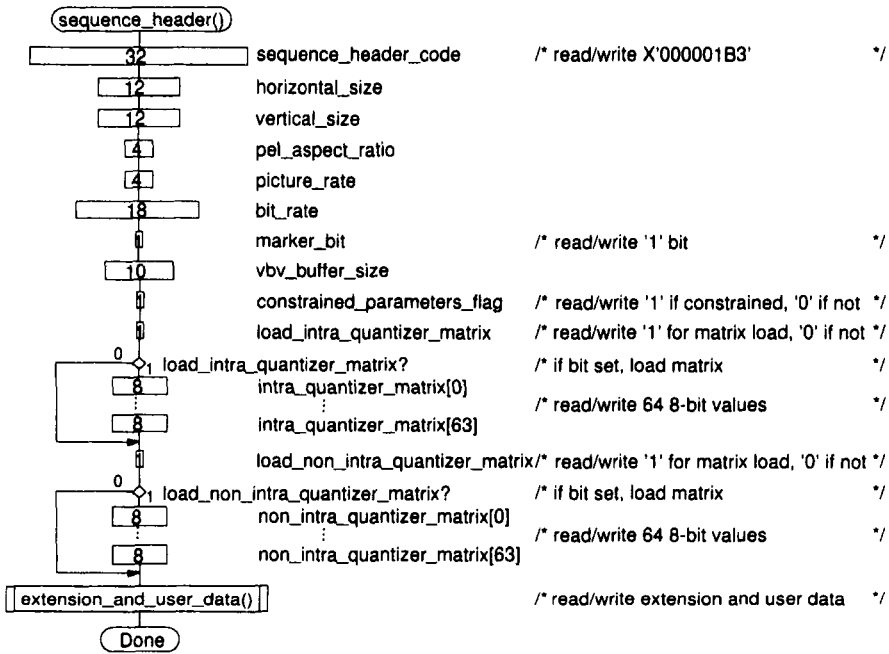 sequence_header()
32 sequence_header_code /* read/write X'000001B3' */
12 horizontal_size
12 vertical_size
4 pel_aspect_ratio
4 picture_rate
18 bit_rate
1 marker_bit /* read/write '1' bit */
10 vbv_buffer_size
1 constrained_parameters_flag /* read/write '1' if constrained, '0' if not */
1 load_intra_quantizer_matrix /* read/write '1' for matrix load, '0' if not */
0 1 load_intra_quantizer_matrix? /* if bit set, load matrix */
8 intra_quantizer_matrix[0]
/* read/write 64 8-bit values */
8 intra_quantizer_matrix[63]
1 load_non_intra_quantizer_matrix /* read/write '1' for matrix load, '0' if not */
0 1 load_non_intra_quantizer_matrix? /* if bit set, load matrix */
8 non_intra_quantizer_matrix[0]
/* read/write 64 8-bit values */
8 non_intra_quantizer_matrix[63]
extension_and_user_data() /* read/write extension and user data */
Done